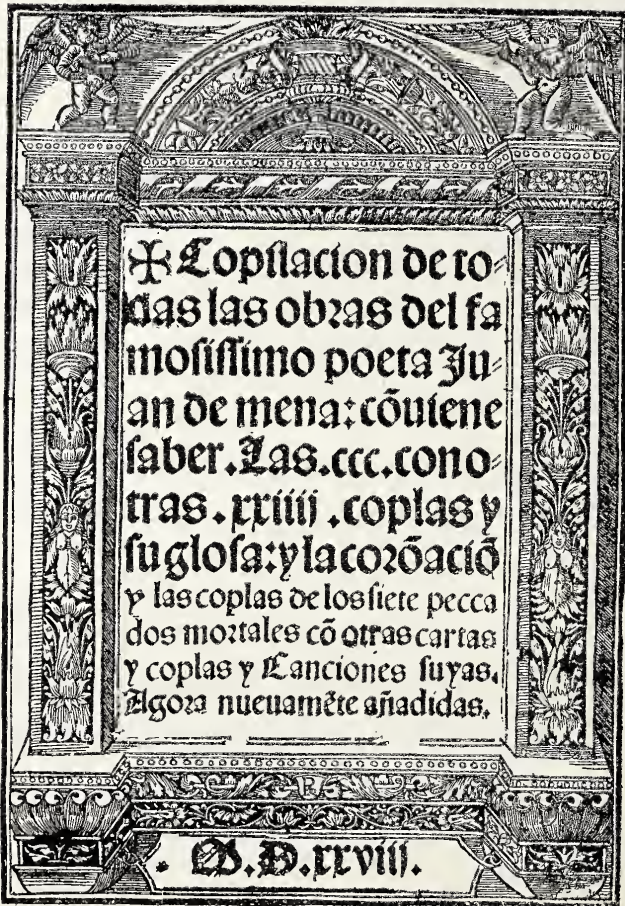 ✠ Copilacion de to⸗
das las obras del fa
mosissimo poeta Ju⸗
an de mena: cõuiene
saber. Las .ccc. con o⸗
tras .xxiiij. coplas y
su glosa: y la corõaciõ
y las coplas de los siete pecca
dos mortales cõ otras cartas
y coplas y Canciones suyas.
Agora nueuamẽte añadidas.
M.D.xxviij.